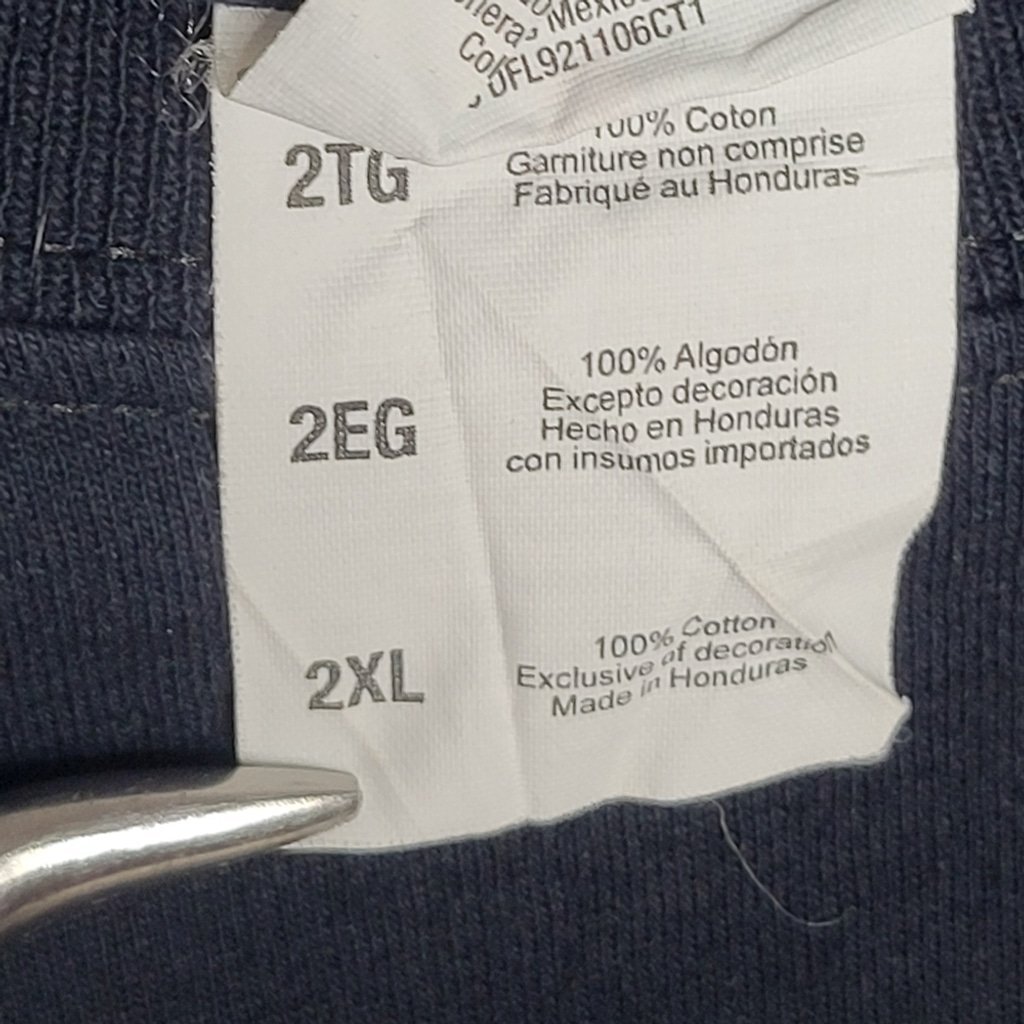 Col
, DFL921106CT1
2TG
100% Coton
Garniture non comprise
Fabriqué au Honduras
2EG
100% Algodón
Excepto decoración
Hecho en Honduras
con insumos importados
2XL
100% Cotton
Exclusive of decoration
Made in Honduras